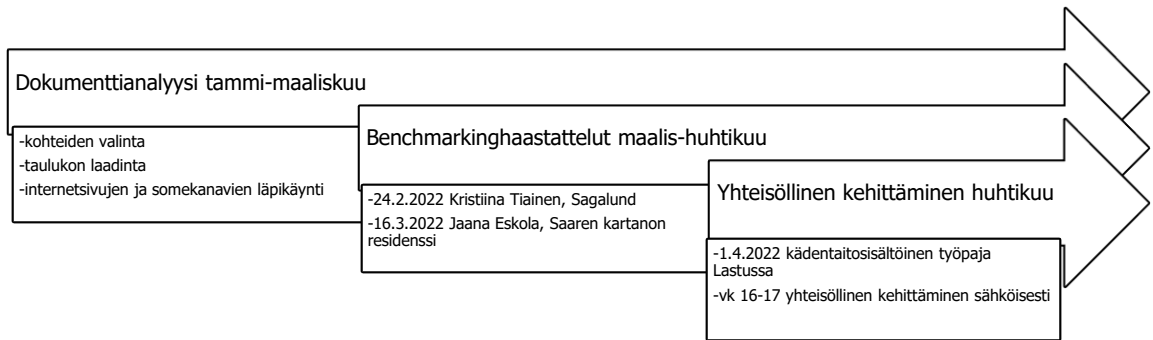 Dokumenttianalyysi tammi-maaliskuu
-kohteiden valinta
-taulukon laadinta
-internetsivujen ja somekanavien läpikäynti
Benchmarkinghaastattelut maalis-huhtikuu
-24.2.2022 Kristiina Tiainen, Sagalund
-16.3.2022 Jaana Eskola, Saaren kartanon
residenssi
Yhteisöllinen kehittäminen huhtikuu
-1.4.2022 kädentaitosisältöinen työpaja
Lastussa
-vk 16-17 yhteisöllinen kehittäminen sähköisesti